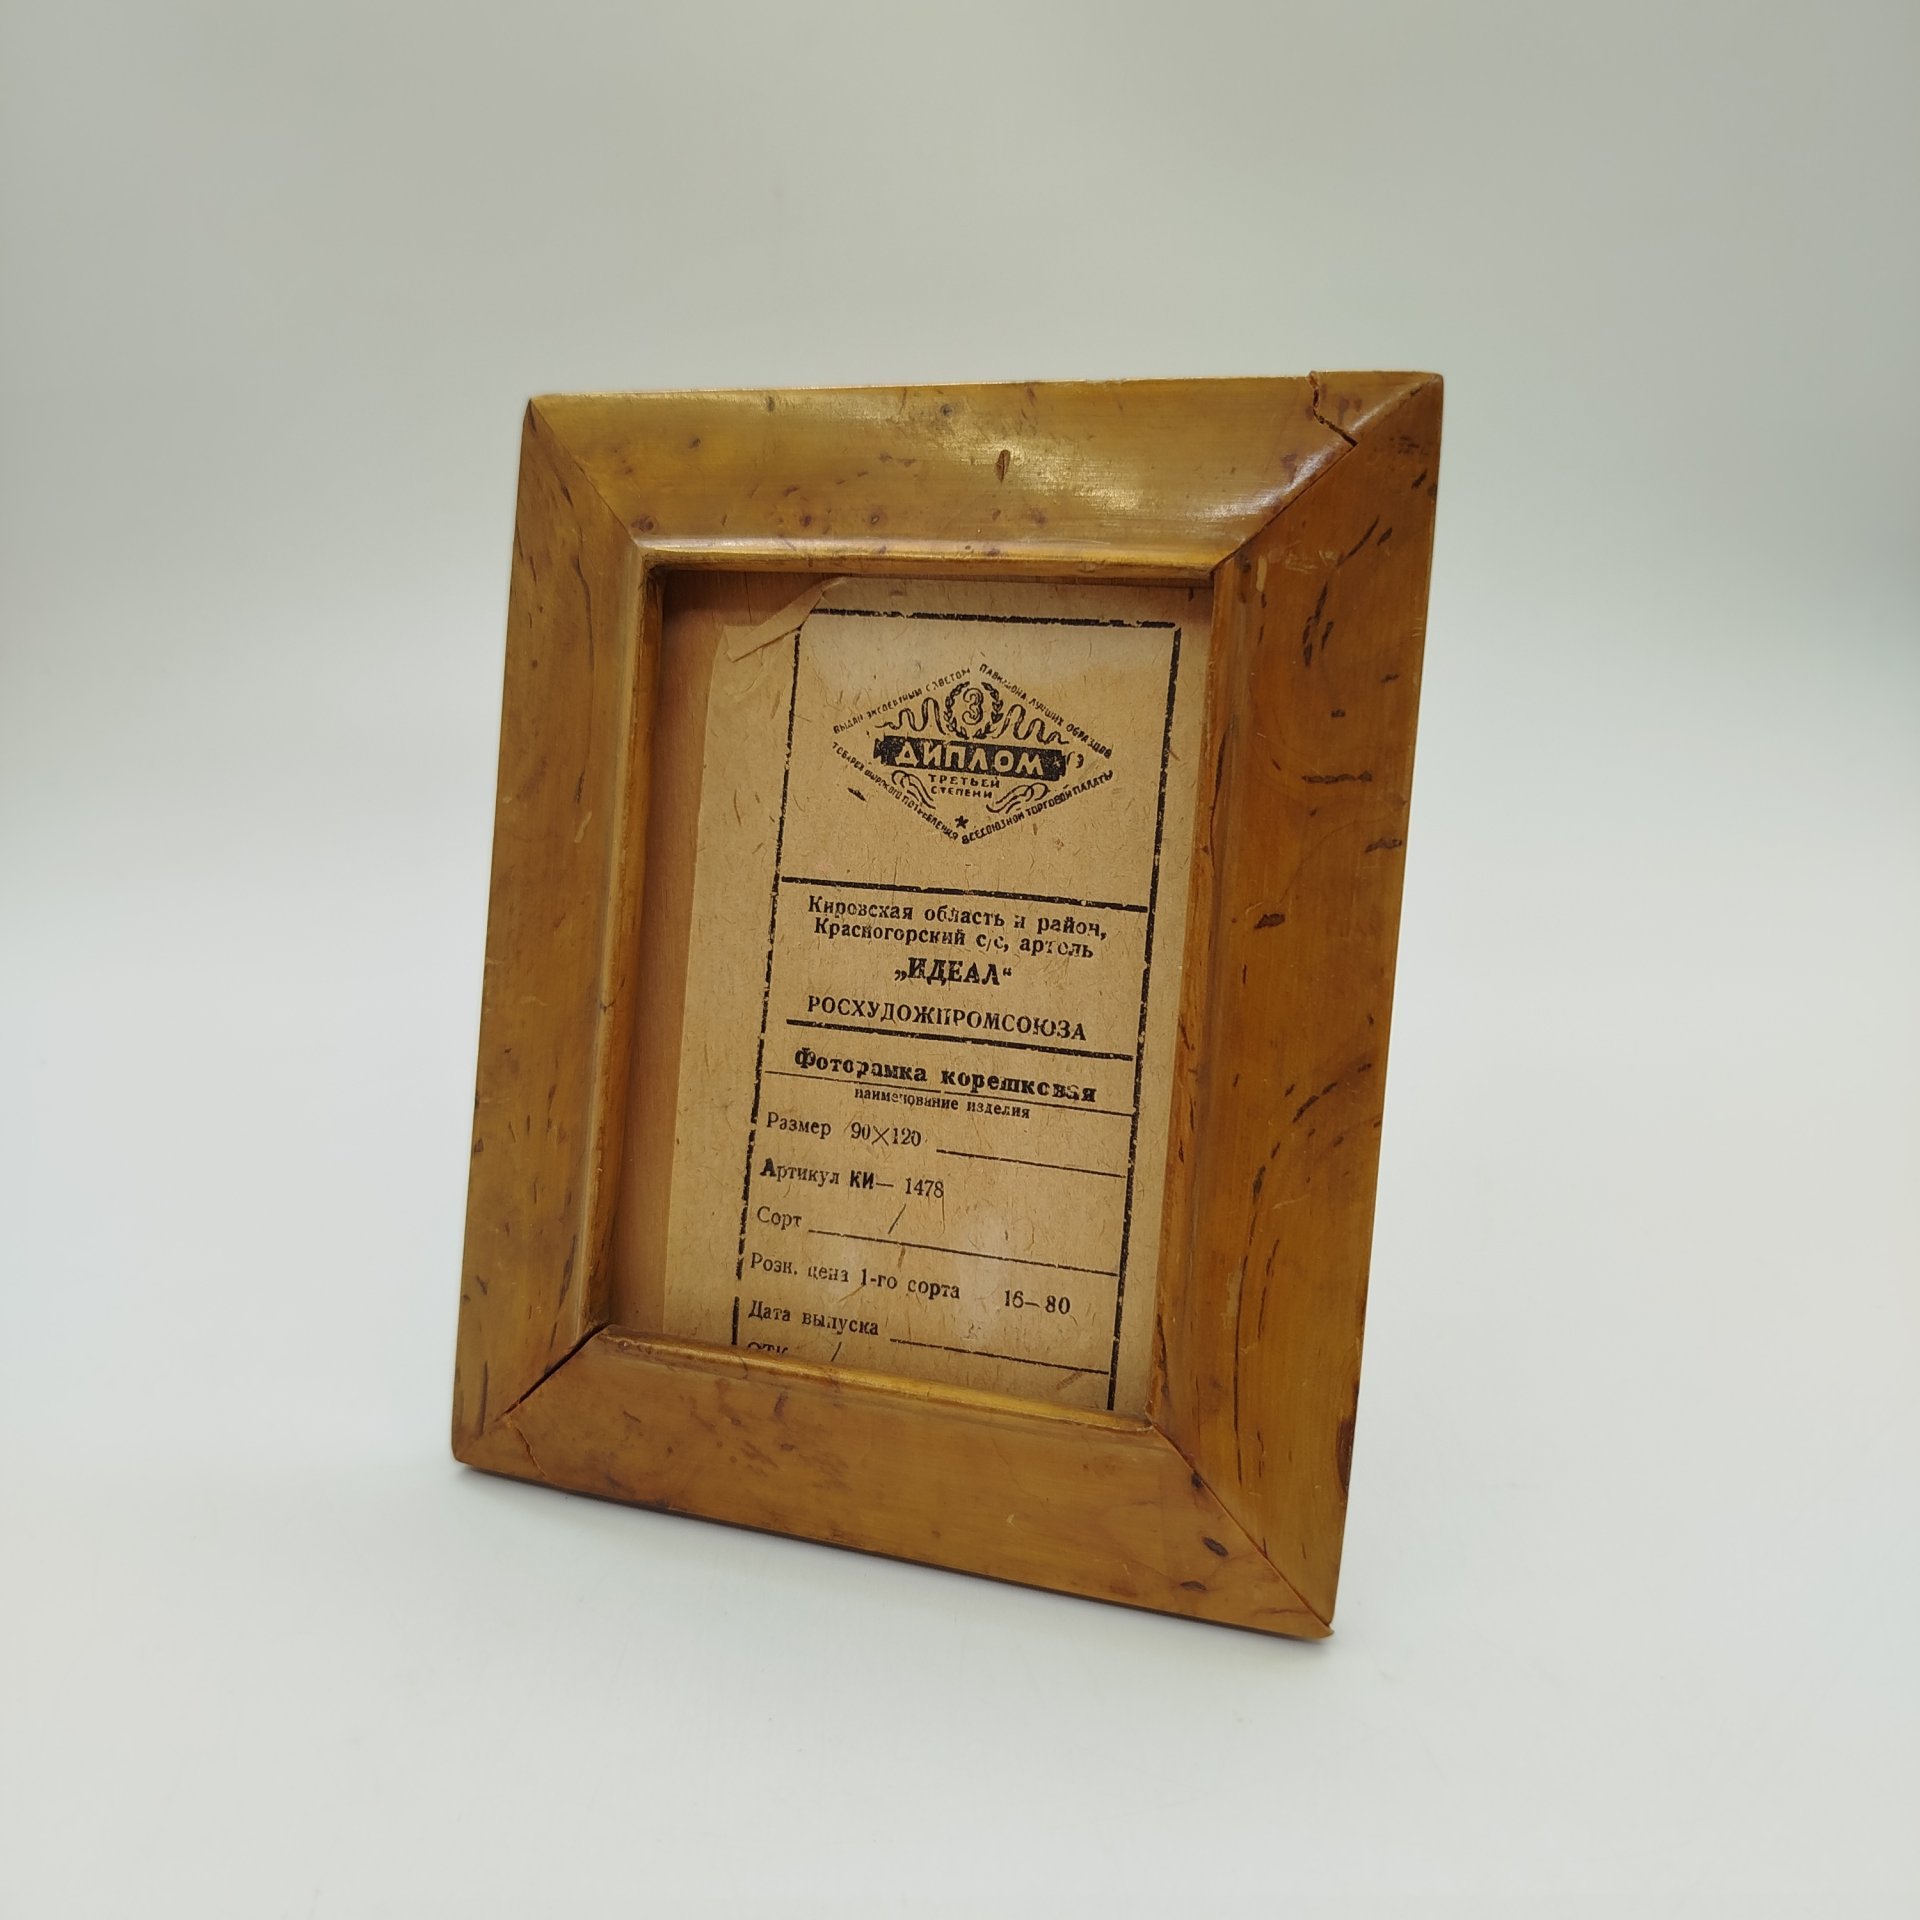 ВЫДАН ЭКСПЕРТНЫМ СОВЕТОМ ПАВИЛЬОНА ЛУЧШИХ ОБРАЗЦОВ
3
ДИПЛОМ
ТРЕТЬЕЙ
СТЕПЕНИ
ТОВАРОВ ШИРОКОГО ПОТРЕБЛЕНИЯ ВСЕСОЮЗНОЙ ТОРГОВОЙ ПАЛАТЫ
Кировская область и район,
Красногорский с/с, артель
„ИДЕАЛ“
РОСХУДОЖПРОМСОЮЗА
Фоторамка корешковая
наименование изделия
Размер 90×120
Артикул КИ— 1478
Сорт /
Розн. цена 1-го сорта 16—80
Дата выпуска
ОТК